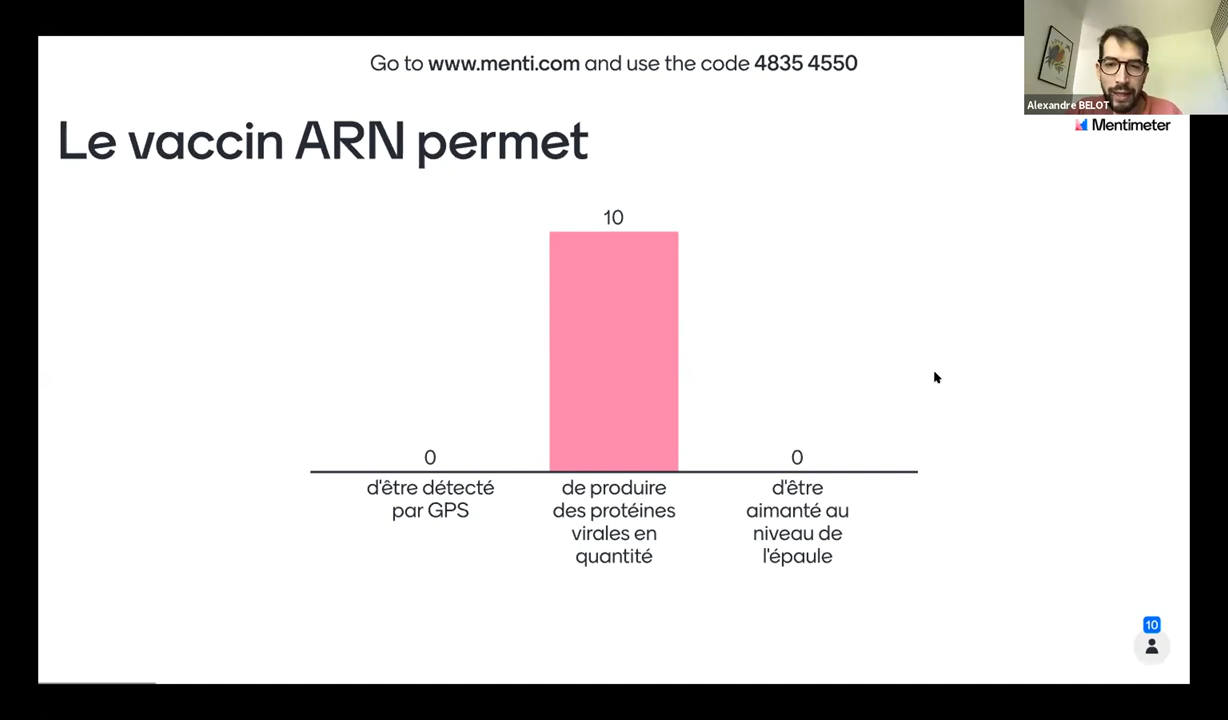 Go to www.menti.com and use the code 4835 4550
Alexandre BELOT
Mentimeter
Le vaccin ARN permet
10
0
0
d'être détecté
par GPS
de produire
des protéines
virales en
quantité
d'être
aimanté au
niveau de
l'épaule
10